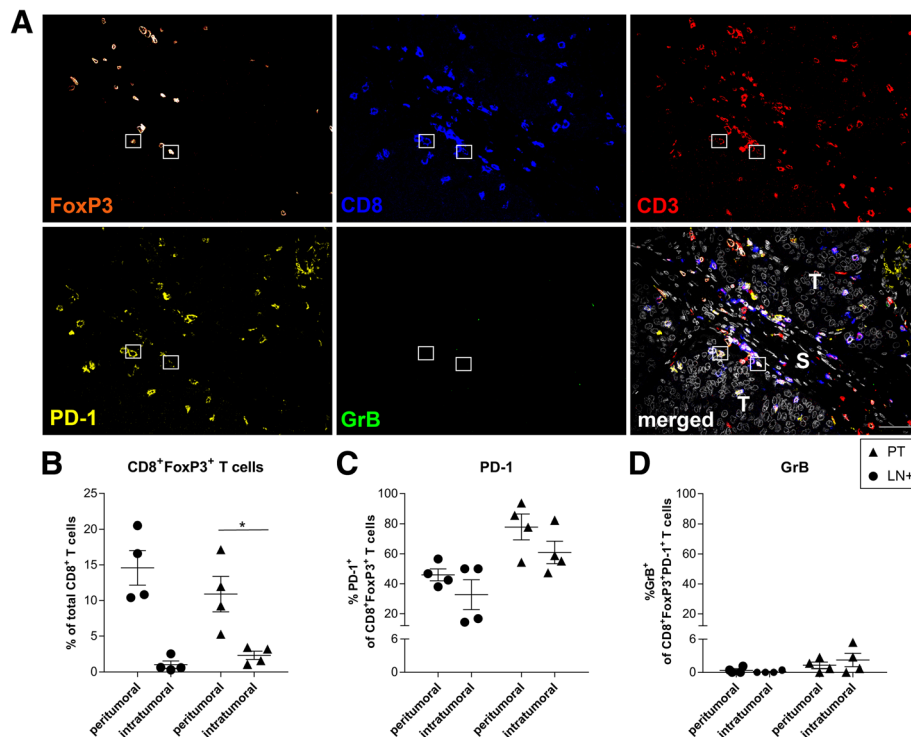 A
FoxP3
CD8
CD3
PD-1
GrB
T
S
T
merged
B
CD8⁺FoxP3⁺ T cells
% of total CD8⁺ T cells
25
20
15
10
5
0
*
peritumoral
intratumoral
peritumoral
intratumoral
C
PD-1
% PD-1⁺
of CD8⁺FoxP3⁺ T cells
100
80
60
40
20
6
0
peritumoral
intratumoral
peritumoral
intratumoral
D
GrB
%GrB⁺
of CD8⁺FoxP3⁺PD-1⁺ T cells
100
80
60
40
20
6
0
peritumoral
intratumoral
peritumoral
intratumoral
PT
LN+